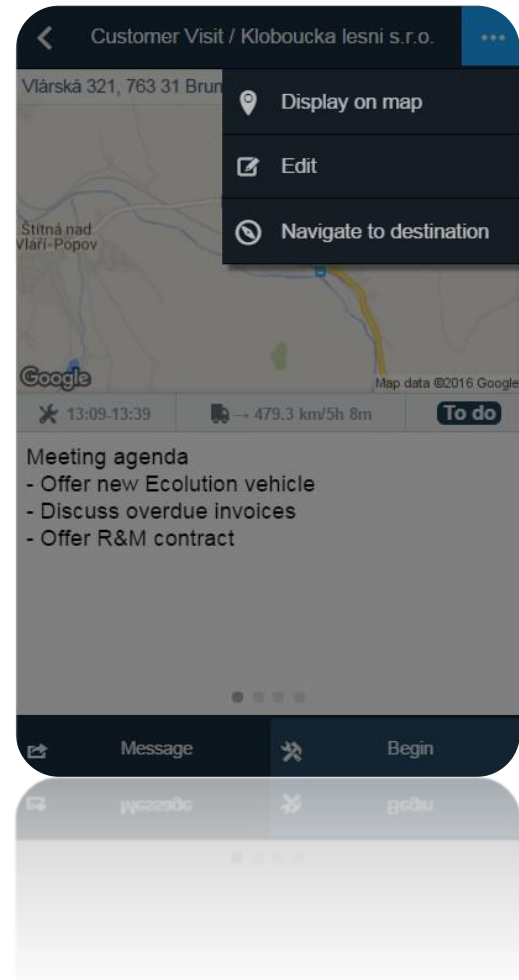 Customer Visit / Kloboucka lesni s.r.o.
Vlárská 321, 763 31 Brun
Display on map
Edit
Navigate to destination
Štítná nad
Vláří-Popov
Google
Map data ©2016 Google
13:09-13:39 → 479.3 km/5h 8m To do
Meeting agenda
- Offer new Ecolution vehicle
- Discuss overdue invoices
- Offer R&M contract
Message Begin